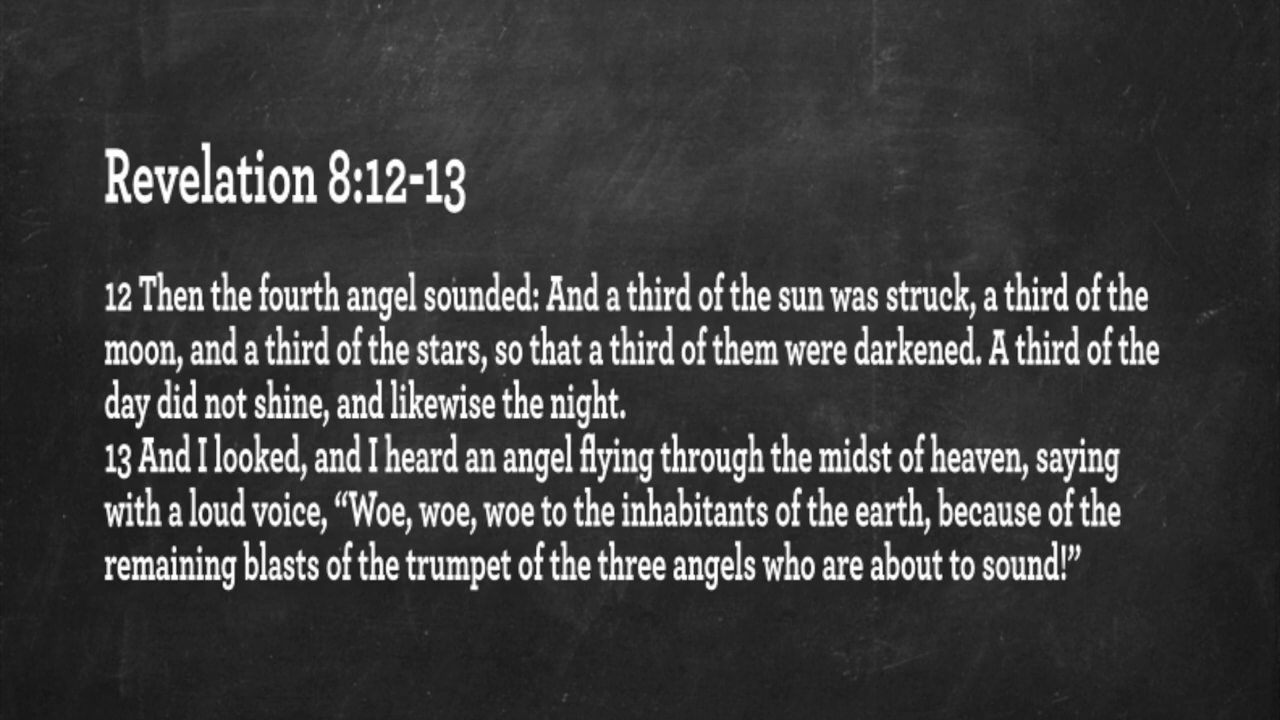 Revelation 8:12-13
12 Then the fourth angel sounded: And a third of the sun was struck, a third of the
moon, and a third of the stars, so that a third of them were darkened. A third of the
day did not shine, and likewise the night.
13 And I looked, and I heard an angel flying through the midst of heaven, saying
with a loud voice, “Woe, woe, woe to the inhabitants of the earth, because of the
remaining blasts of the trumpet of the three angels who are about to sound!”